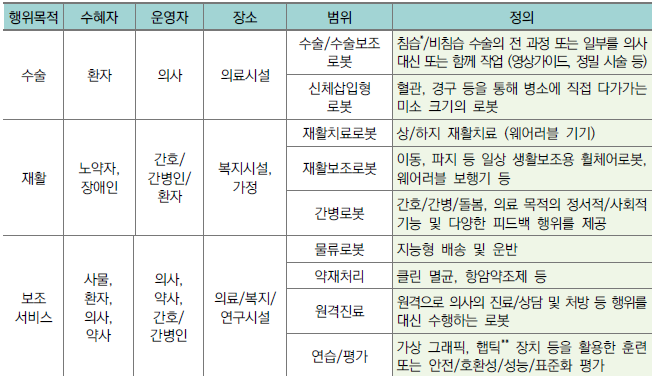 행위목적 수혜자 운영자 장소 범위 정의
수술 환자 의사 의료시설
수술/수술보조
로봇
침습*/비침습 수술의 전 과정 또는 일부를 의사
대신 또는 함께 작업 (영상가이드, 정밀 시술 등)
신체삽입형
로봇
혈관, 경구 등을 통해 병소에 직접 다가가는
미소 크기의 로봇
재활
노약자,
장애인
간호/
간병인/
환자
복지시설,
가정
재활치료로봇 상/하지 재활치료 (웨어러블 기기)
재활보조로봇
이동, 파지 등 일상 생활보조용 휠체어로봇,
웨어러블 보행기 등
간병로봇
간호/간병/돌봄, 의료 목적의 정서적/사회적
기능 및 다양한 피드백 행위를 제공
보조
서비스
사물,
환자,
의사,
약사
의사,
약사,
간호/
간병인
의료/복지/
연구시설
물류로봇 지능형 배송 및 운반
약재처리 클린 멸균, 항암약조제 등
원격진료
원격으로 의사의 진료/상담 및 처방 등 행위를
대신 수행하는 로봇
연습/평가
가상 그래픽, 햅틱** 장치 등을 활용한 훈련
또는 안전/호환성/성능/표준화 평가